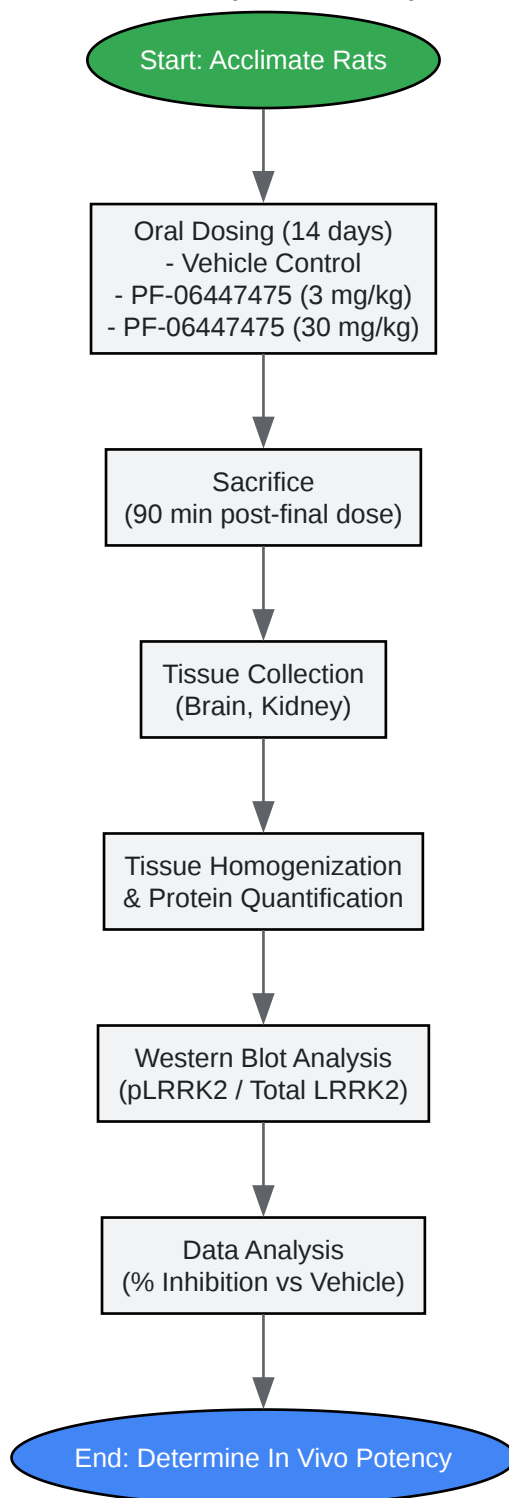 Start: Acclimate Rats
Oral Dosing (14 days)
- Vehicle Control
- PF-06447475 (3 mg/kg)
- PF-06447475 (30 mg/kg)
Sacrifice
(90 min post-final dose)
Tissue Collection
(Brain, Kidney)
Tissue Homogenization
& Protein Quantification
Western Blot Analysis
(pLRRK2 / Total LRRK2)
Data Analysis
(% Inhibition vs Vehicle)
End: Determine In Vivo Potency